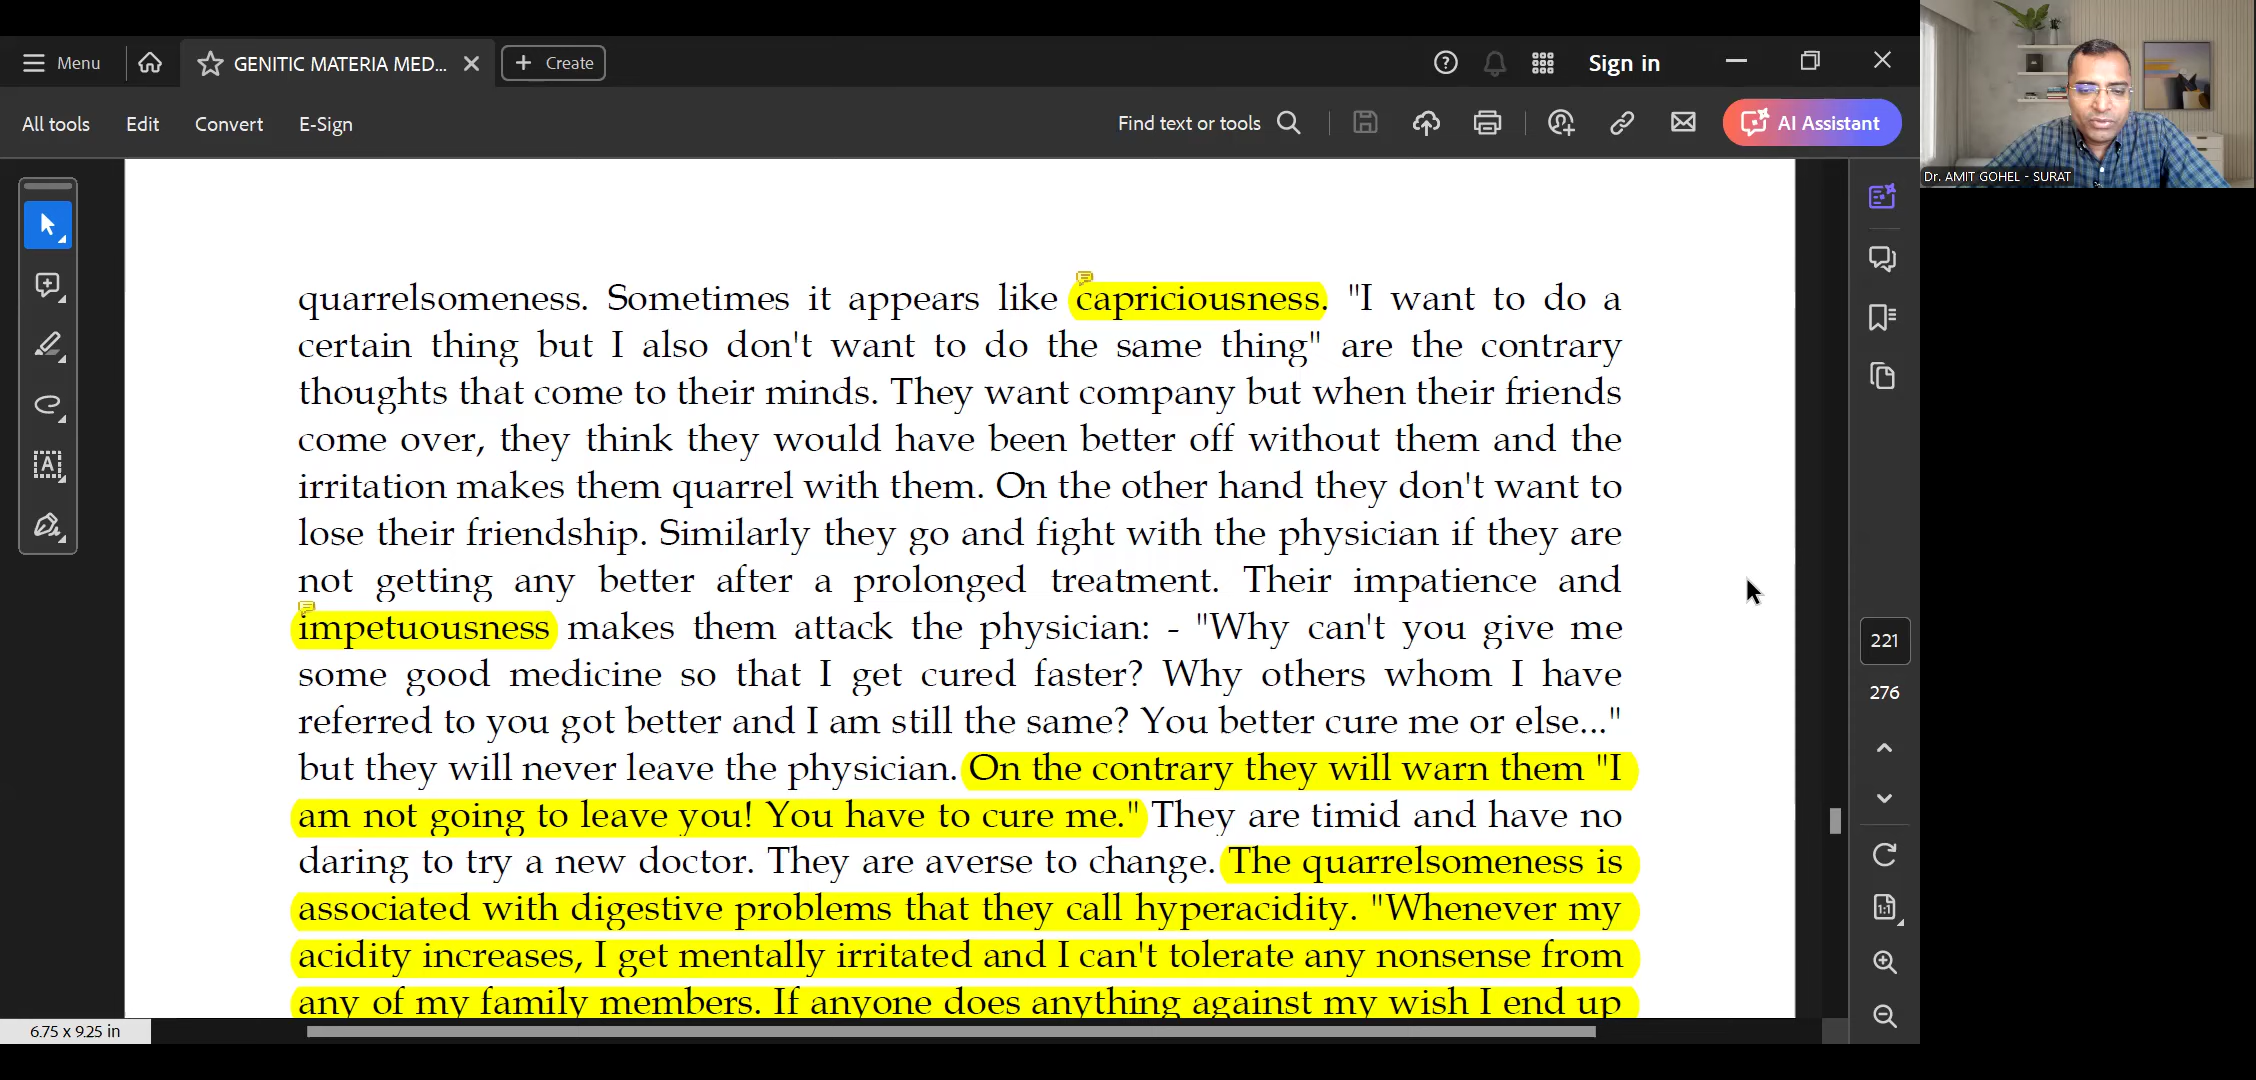 Menu
GENITIC MATERIA MED...
Create
Sign in
All tools
Edit
Convert
E-Sign
Find text or tools
AI Assistant
Dr. AMIT GOHEL - SURAT
quarrelsomeness. Sometimes it appears like capriciousness. "I want to do a
certain thing but I also don't want to do the same thing" are the contrary
thoughts that come to their minds. They want company but when their friends
come over, they think they would have been better off without them and the
irritation makes them quarrel with them. On the other hand they don't want to
lose their friendship. Similarly they go and fight with the physician if they are
not getting any better after a prolonged treatment. Their impatience and
impetuousness makes them attack the physician: - "Why can't you give me
some good medicine so that I get cured faster? Why others whom I have
referred to you got better and I am still the same? You better cure me or else..."
but they will never leave the physician. On the contrary they will warn them "I
am not going to leave you! You have to cure me." They are timid and have no
daring to try a new doctor. They are averse to change. The quarrelsomeness is
associated with digestive problems that they call hyperacidity. "Whenever my
acidity increases, I get mentally irritated and I can't tolerate any nonsense from
any of my family members. If anyone does anything against my wish I end up
221
276
1:1
6.75 x 9.25 in